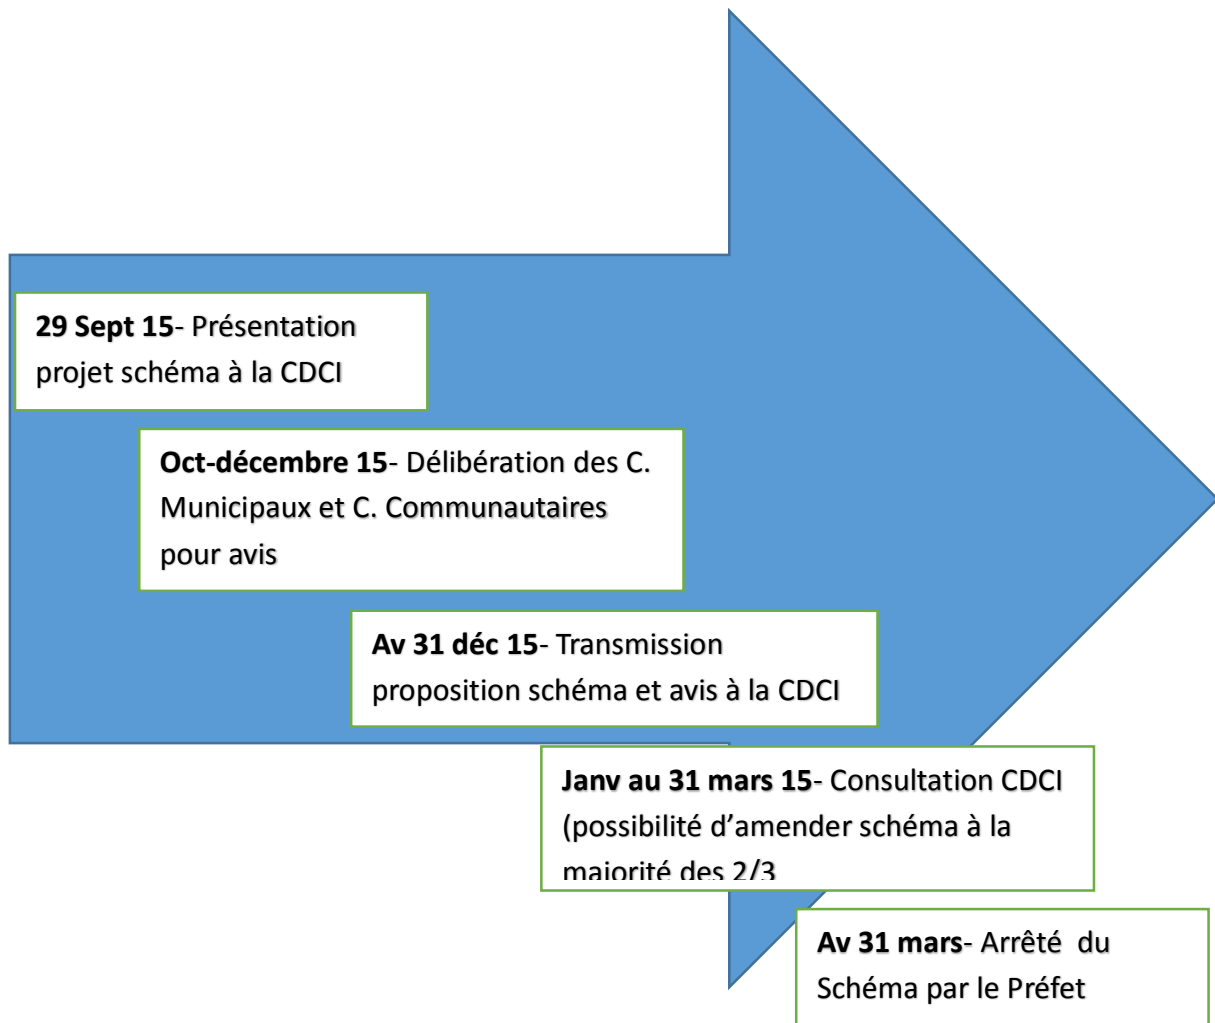 29 Sept 15- Présentation
projet schéma à la CDCI
Oct-décembre 15- Délibération des C.
Municipaux et C. Communautaires
pour avis
Av 31 déc 15- Transmission
proposition schéma et avis à la CDCI
Janv au 31 mars 15- Consultation CDCI
(possibilité d’amender schéma à la
majorité des 2/3
Av 31 mars- Arrêté  du
Schéma par le Préfet